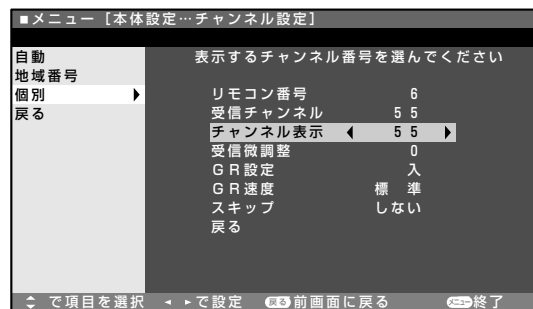 ■メニュー [本体設定…チャンネル設定]
自動
地域番号
個別 ▶
戻る
表示するチャンネル番号を選んでください
リモコン番号 6
受信チャンネル 55
チャンネル表示 ◀ 55 ▶
受信微調整 0
GR設定 入
GR速度 標 準
スキップ しない
戻る
で項目を選択 ◂ ▸で設定 戻る前画面に戻る メニュー終了